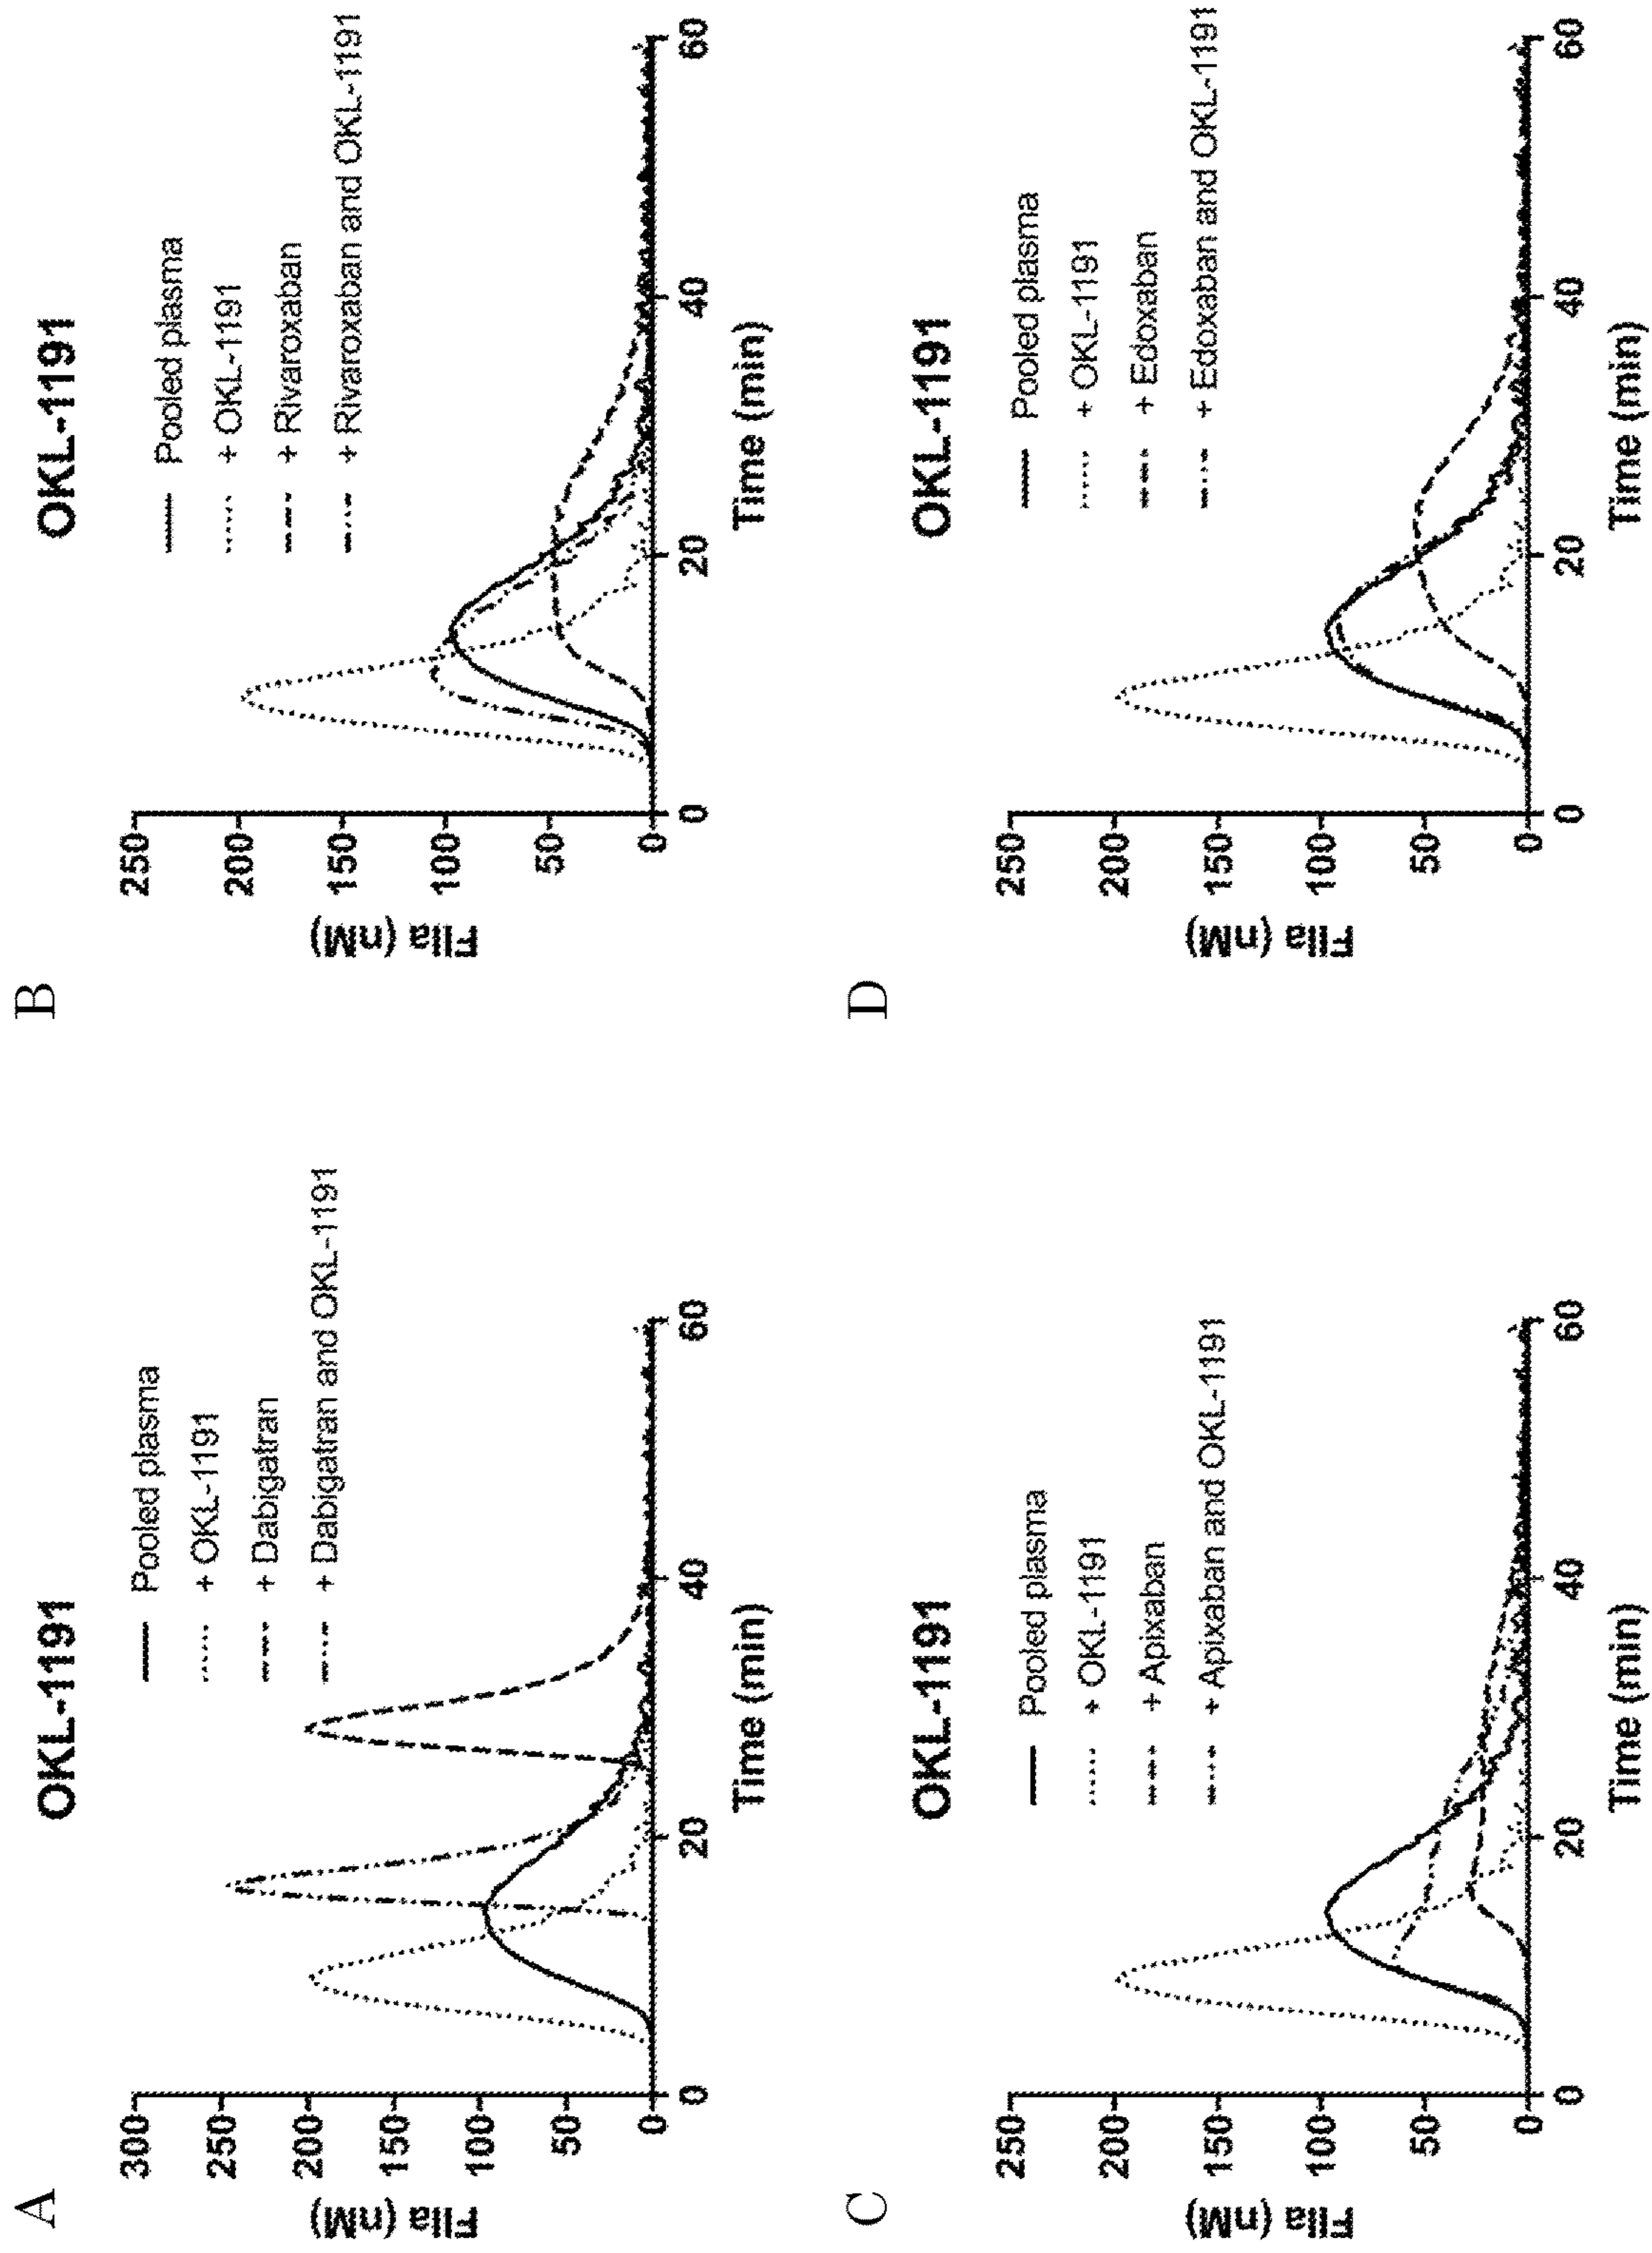 A
OKL-1191
Pooled plasma
+ OKL-1191
+ Dabigatran
+ Dabigatran and OKL-1191
FIIa (nM)
300
250
200
150
100
50
0
0 20 40 60
Time (min)
B
OKL-1191
Pooled plasma
+ OKL-1191
+ Rivaroxaban
+ Rivaroxaban and OKL-1191
FIIa (nM)
250
200
150
100
50
0
0 20 40 60
Time (min)
C
OKL-1191
Pooled plasma
+ OKL-1191
+ Apixaban
+ Apixaban and OKL-1191
FIIa (nM)
250
200
150
100
50
0
0 20 40 60
Time (min)
D
OKL-1191
Pooled plasma
+ OKL-1191
+ Edoxaban
+ Edoxaban and OKL-1191
FIIa (nM)
250
200
150
100
50
0
0 20 40 60
Time (min)